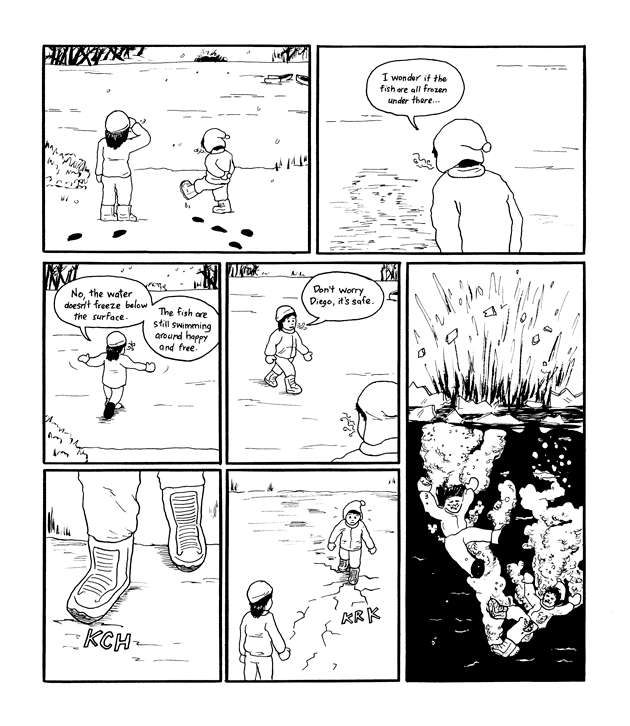 I wonder if the
fish are all frozen
under there...
No, the water
doesn't freeze below
the surface.
The fish are
still swimming
around happy
and free.
Don't worry
Diego, it's safe.
KCH
KRK